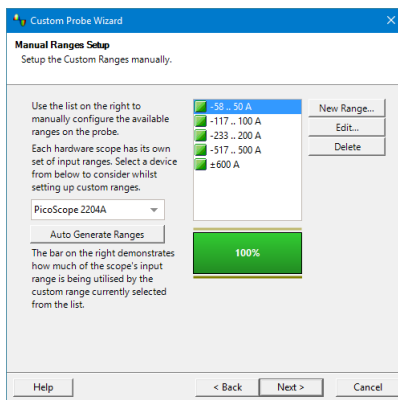 Custom Probe Wizard
Manual Ranges Setup
Setup the Custom Ranges manually.
Use the list on the right to
manually configure the available
ranges on the probe.
Each hardware scope has its own
set of input ranges. Select a device
from below to consider whilst
setting up custom ranges.
PicoScope 2204A
Auto Generate Ranges
The bar on the right demonstrates
how much of the scope's input
range is being utilised by the
custom range currently selected
from the list.
-58 .. 50 A
-117 .. 100 A
-233 .. 200 A
-517 .. 500 A
±600 A
100%
New Range...
Edit...
Delete
Help
< Back
Next >
Cancel